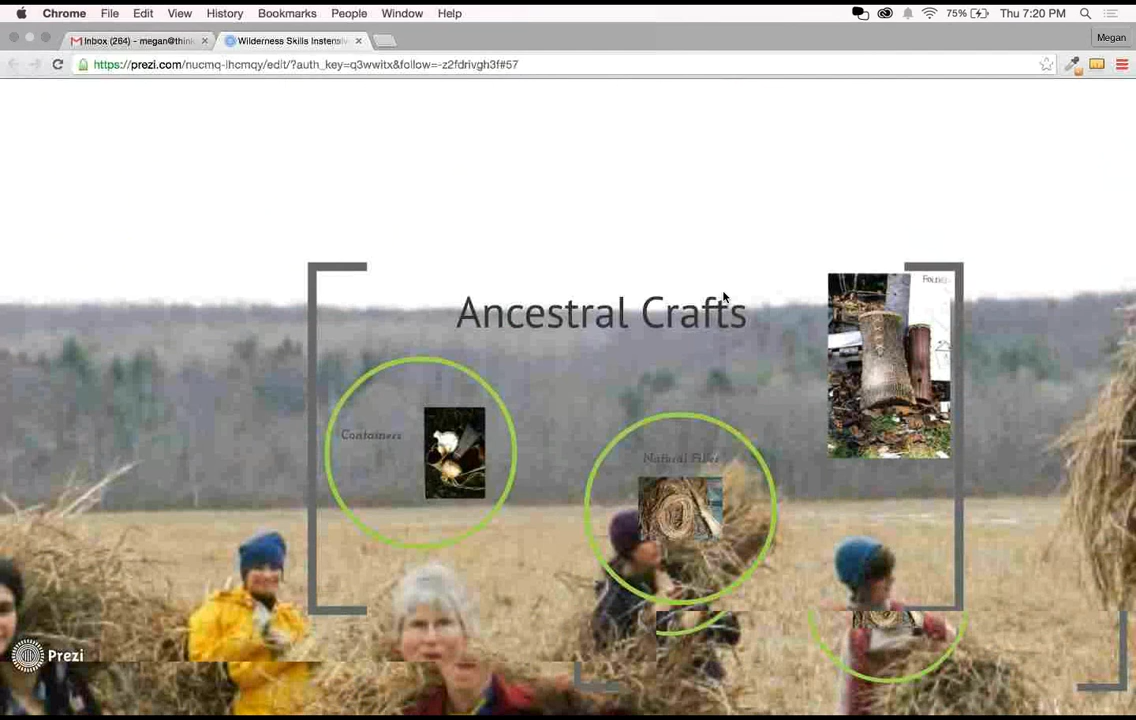 Chrome File Edit View History Bookmarks People Window Help 75% Thu 7:20 PM
Inbox (264) - megan@think Wilderness Skills Instensiv Megan
https://prezi.com/nucmq-ihcmqy/edit/?auth_key=q3wwitx&follow=-z2fdrivgh3f#57
Ancestral Crafts
Containers
Natural Fiber
Prezi